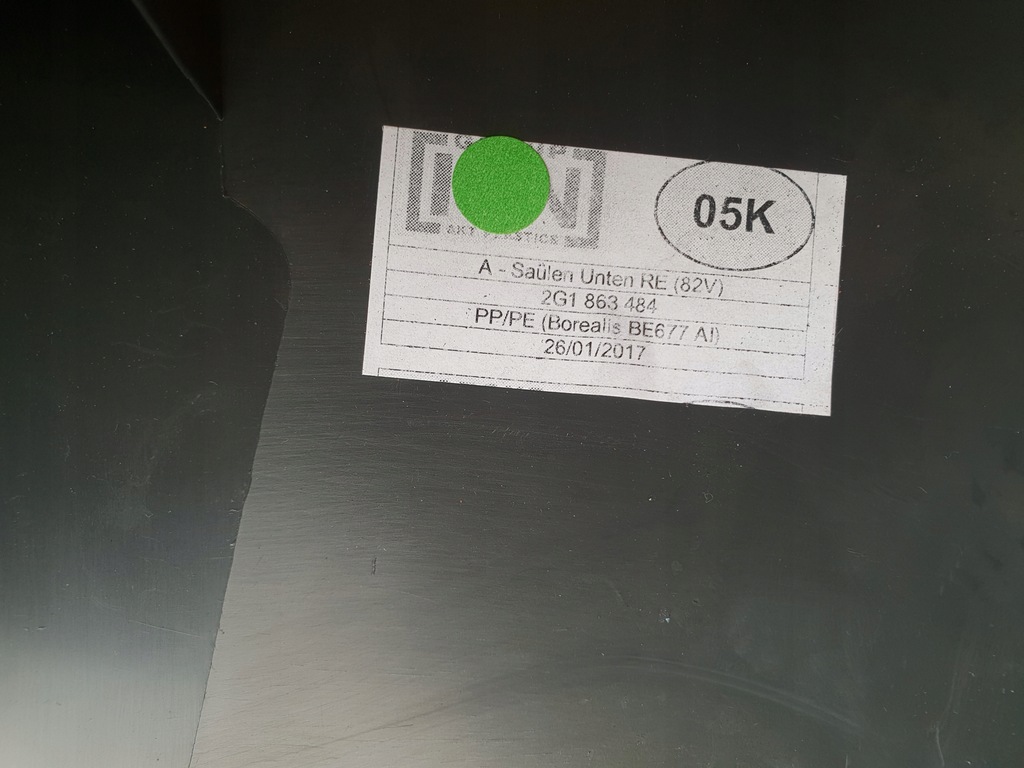 05K
A - Saülen Unten RE (82V)
2G1 863 484
PP/PE (Borealis BE677 AI)
26/01/2017